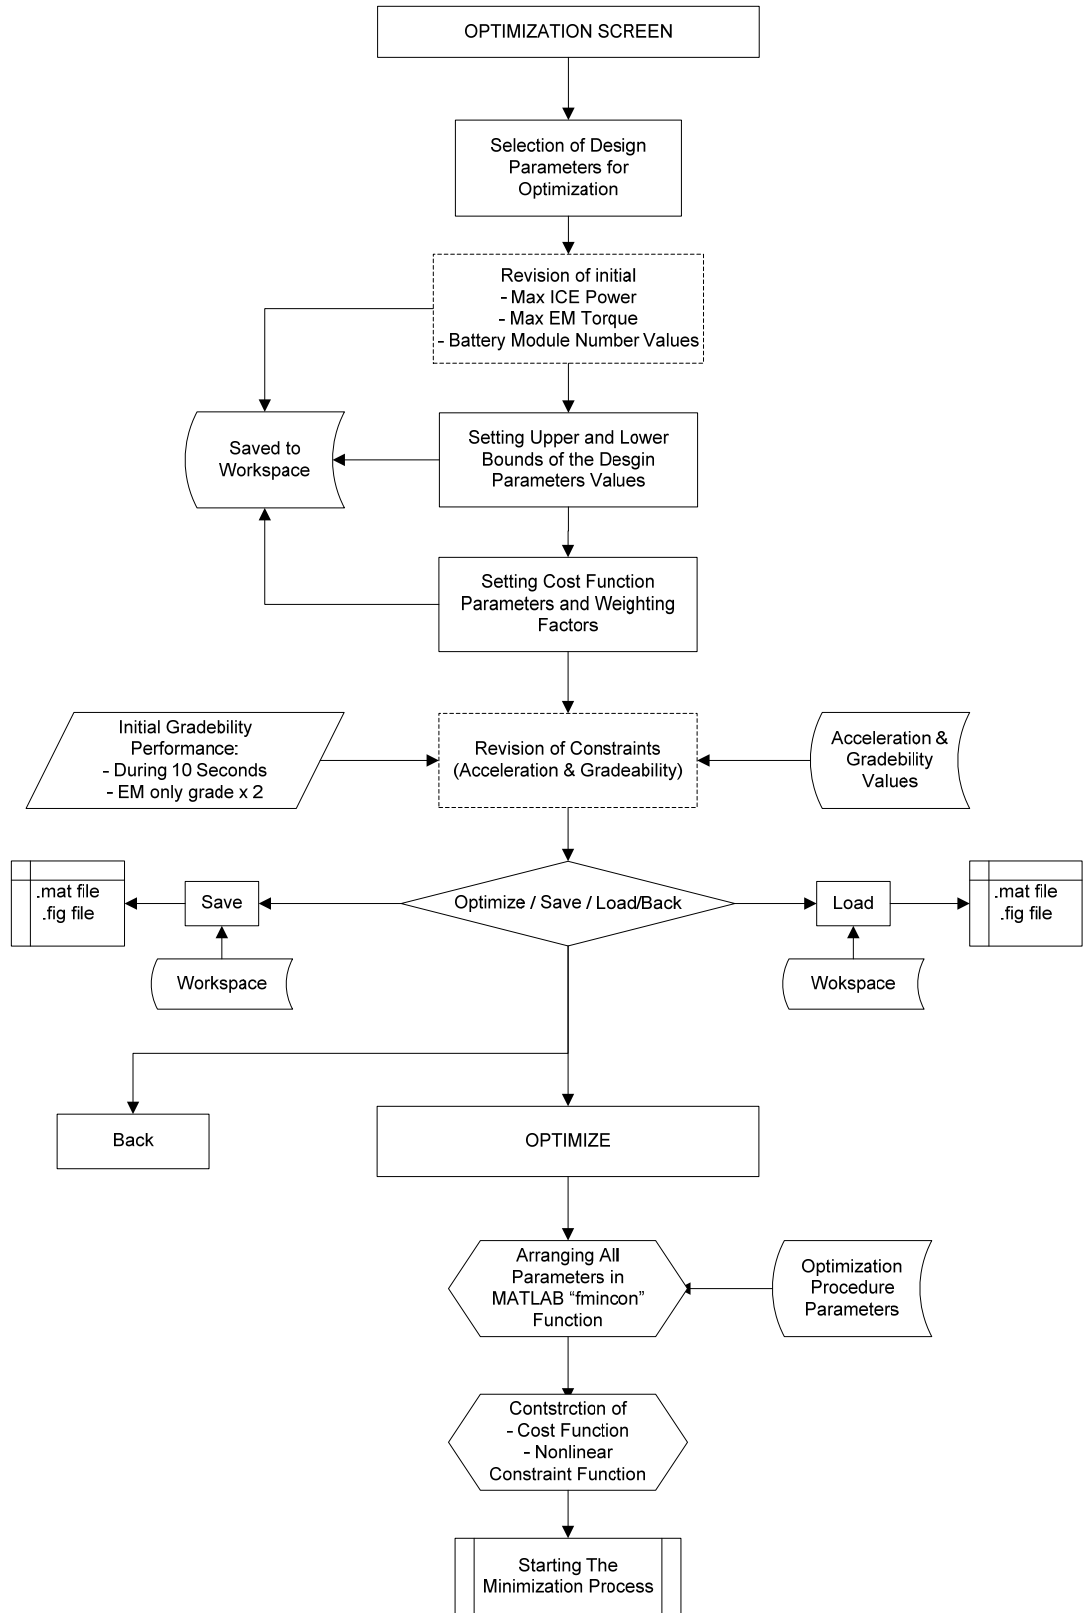 OPTIMIZATION SCREEN
Selection of Design
Parameters for
Optimization
Revision of initial
- Max ICE Power
- Max EM Torque
- Battery Module Number Values
Saved to
Workspace
Setting Upper and Lower
Bounds of the Desgin
Parameters Values
Setting Cost Function
Parameters and Weighting
Factors
Initial Gradebility
Performance:
- During 10 Seconds
- EM only grade x 2
Revision of Constraints
(Acceleration & Gradeability)
Acceleration &
Gradebility
Values
.mat file
.fig file
Save
Optimize / Save / Load/Back
Load
.mat file
.fig file
Workspace
Wokspace
Back
OPTIMIZE
Arranging All
Parameters in
MATLAB “fmincon”
Function
Optimization
Procedure
Parameters
Contstrction of
- Cost Function
- Nonlinear
Constraint Function
Starting The
Minimization Process